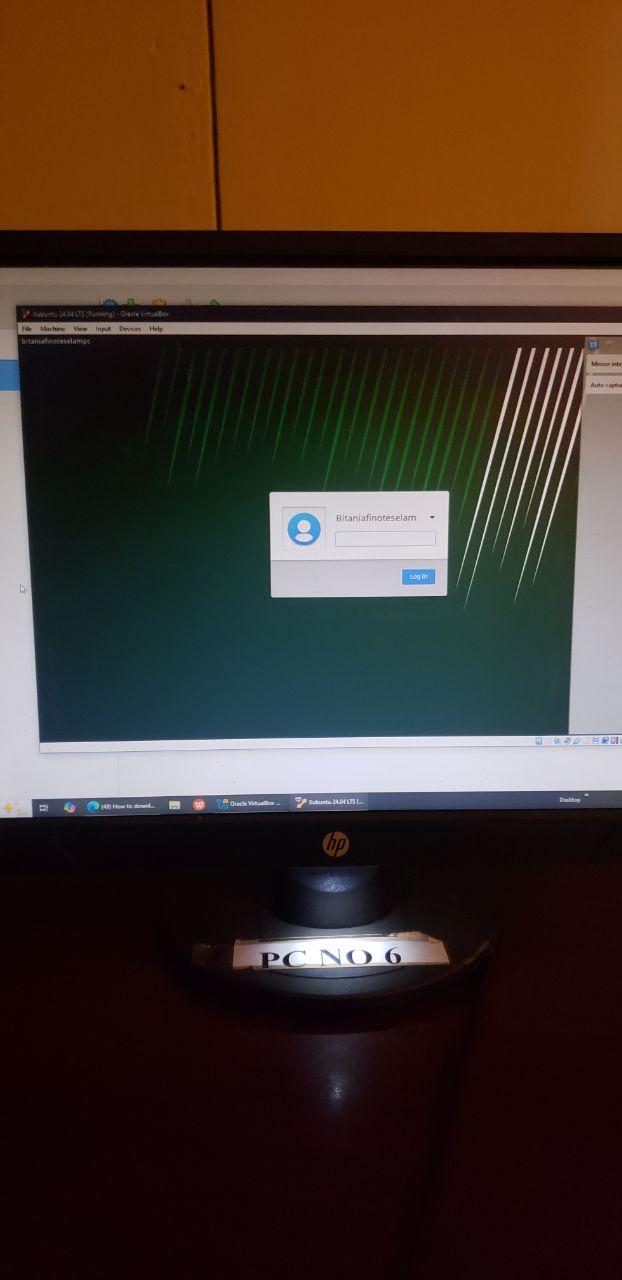 Xubuntu 24.04 LTS [Running] - Oracle VirtualBox
File Machine View Input Devices Help
bitaniafinoteselampc
Mouse inte
Auto captu
Bitaniafinoteselam
Log In
(49) How to downl...
Oracle VirtualBox ...
Xubuntu 24.04 LTS [...
Desktop
hp
PC NO 6